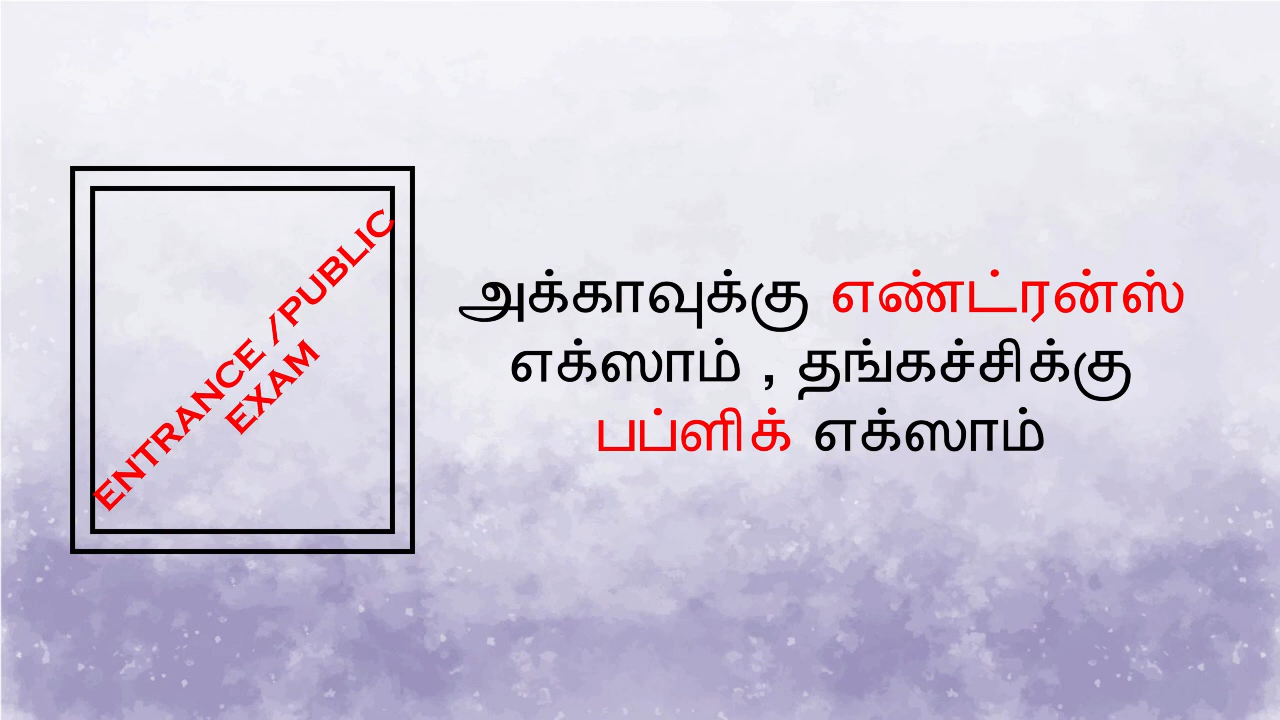 ENTRANCE /PUBLIC
EXAM
அக்காவுக்கு எண்ட்ரன்ஸ்
எக்ஸாம் , தங்கச்சிக்கு
பப்ளிக் எக்ஸாம்